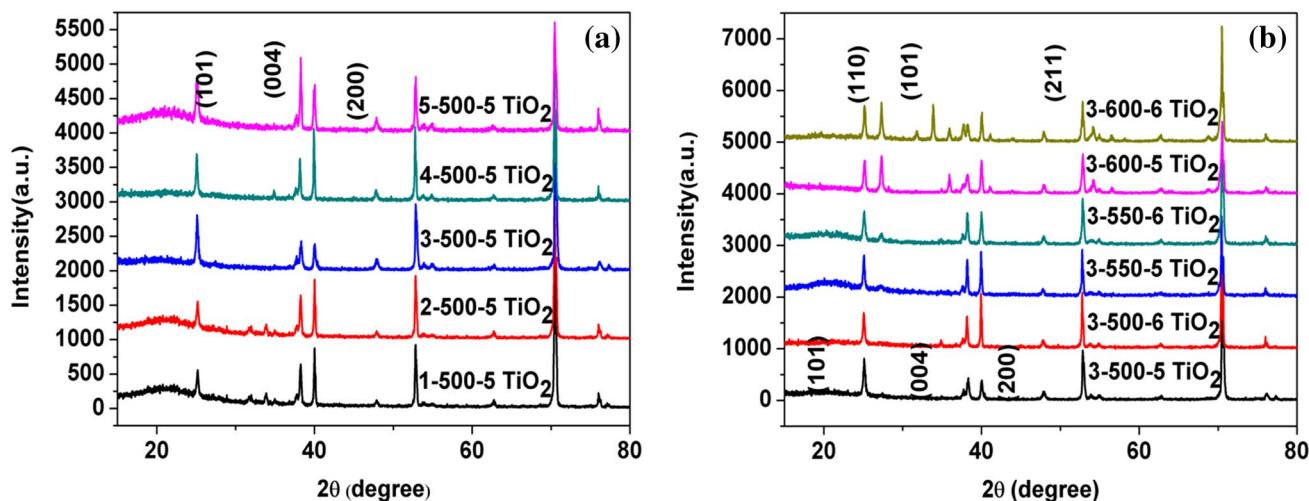 (a)
5500
5000
4500
4000
3500
3000
2500
2000
1500
1000
500
0
Intensity(a.u.)
(101)
(004)
(200)
5-500-5 TiO2
4-500-5 TiO2
3-500-5 TiO2
2-500-5 TiO2
1-500-5 TiO2
20
40
60
80
2θ (degree)
(b)
7000
6000
5000
4000
3000
2000
1000
0
Intensity(a.u.)
(110)
(101)
(211)
3-600-6 TiO2
3-600-5 TiO2
3-550-6 TiO2
3-550-5 TiO2
3-500-6 TiO2
3-500-5 TiO2
(101)
(004)
(200)
20
40
60
80
2θ (degree)